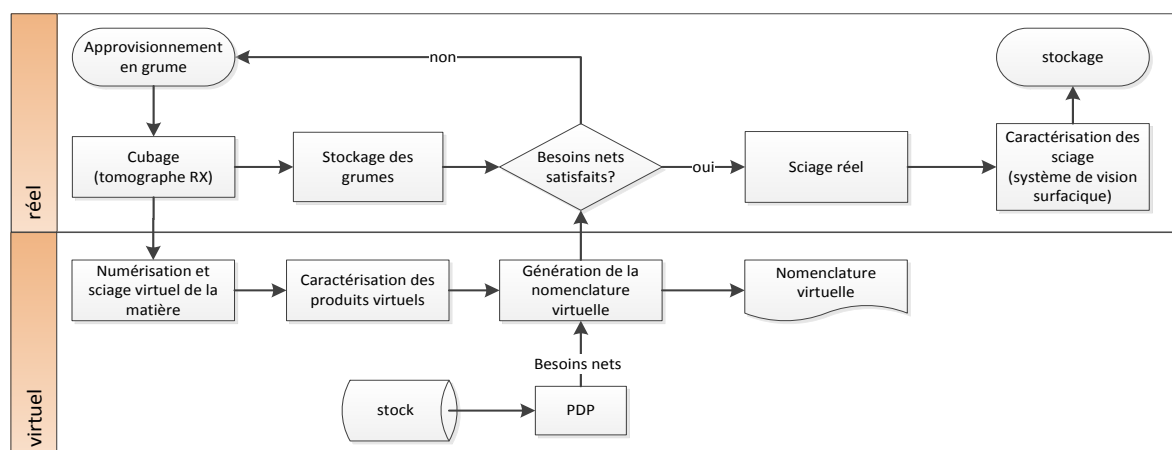 réel
Approvisionnement
en grume
non
stockage
Cubage
(tomographe RX)
Stockage des
grumes
Besoins nets
satisfaits?
oui
Sciage réel
Caractérisation des
sciage
(système de vision
surfacique)
virtuel
Numérisation et
sciage virtuel de la
matière
Caractérisation des
produits virtuels
Génération de la
nomenclature
virtuelle
Nomenclature
virtuelle
Besoins nets
stock
PDP